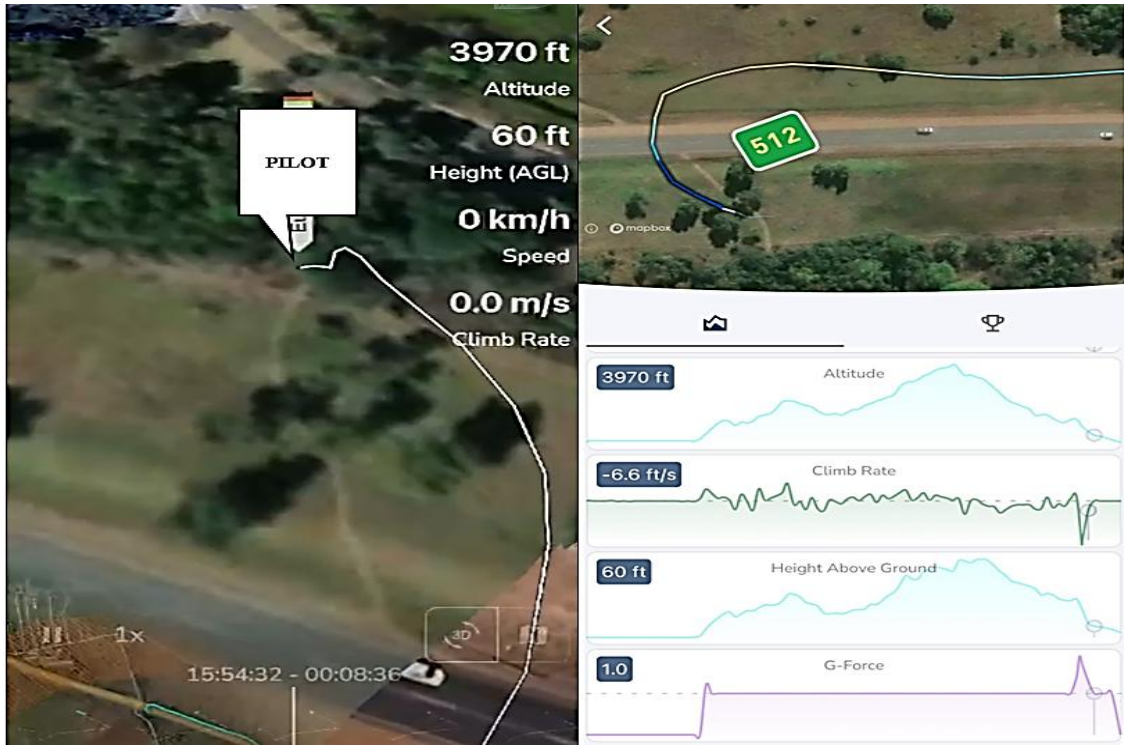 3970 ft
Altitude
60 ft
Height (AGL)
0 km/h
Speed
0.0 m/s
Climb Rate
PILOT
1x
3D
15:54:32 - 00:08:36
512
mapbox
3970 ft
Altitude
-6.6 ft/s
Climb Rate
60 ft
Height Above Ground
1.0
G-Force